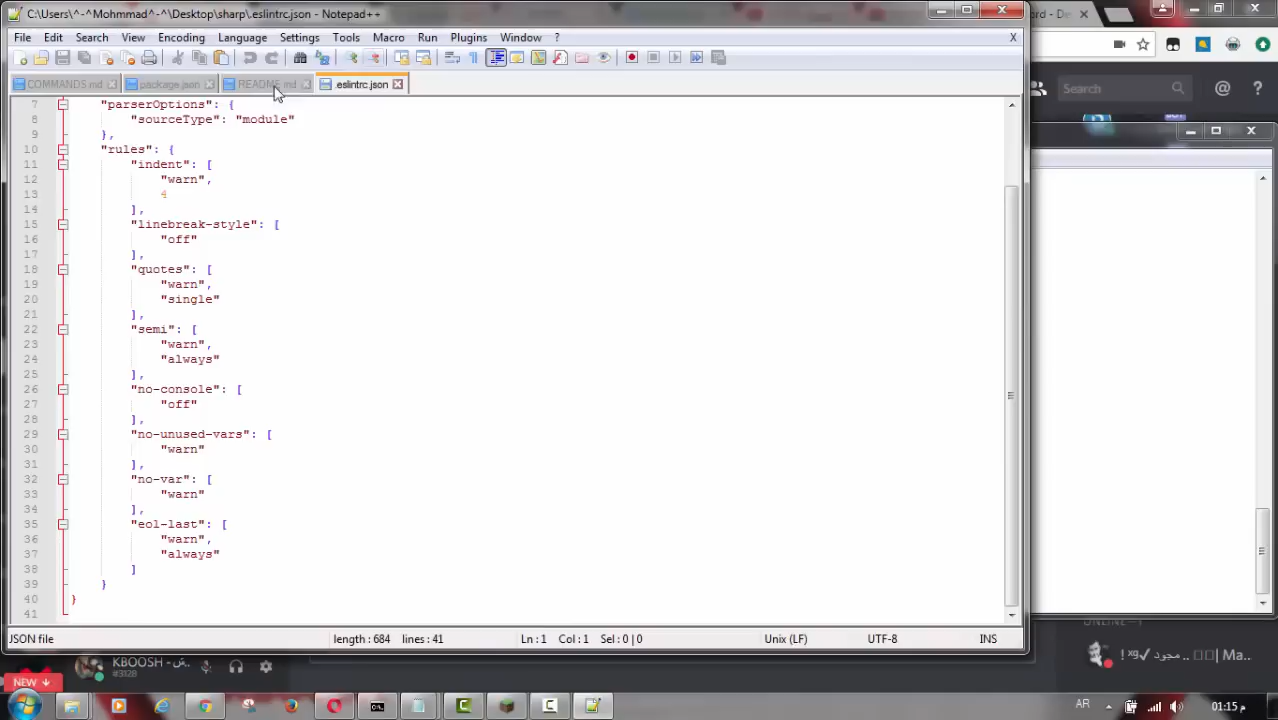 C:\Users\^-^Mohmmad^-^\Desktop\sharp\.eslintrc.json - Notepad++
rd - De
File Edit Search View Encoding Language Settings Tools Macro Run Plugins Window ? X
COMMANDS.md package.json README.md .eslintrc.json
Search @ ?
7 "parserOptions": {
8 "sourceType": "module"
9 },
10 "rules": {
11 "indent": [
12 "warn",
13 4
14 ],
15 "linebreak-style": [
16 "off"
17 ],
18 "quotes": [
19 "warn",
20 "single"
21 ],
22 "semi": [
23 "warn",
24 "always"
25 ],
26 "no-console": [
27 "off"
28 ],
29 "no-unused-vars": [
30 "warn"
31 ],
32 "no-var": [
33 "warn"
34 ],
35 "eol-last": [
36 "warn",
37 "always"
38 ]
39 }
40 }
41
JSON file length : 684 lines : 41 Ln : 1 Col : 1 Sel : 0 | 0 Unix (LF) UTF-8 INS
KBOOSH -
#3128
NEW
مجود .. | Ma...
AR 01:15 م